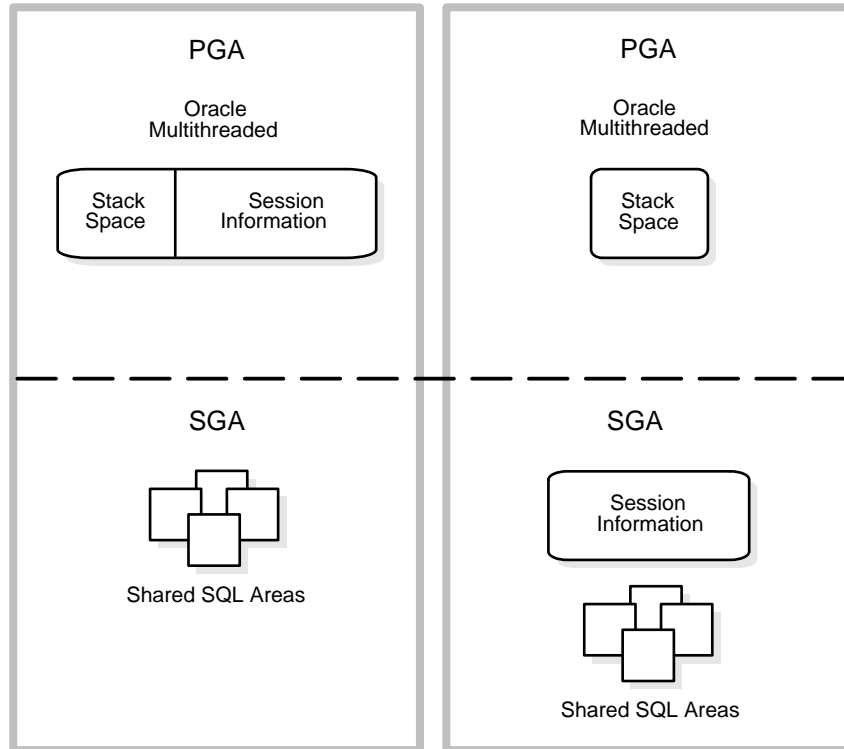 PGA
Oracle
Multithreaded
Stack
Space
Session
Information
SGA
Shared SQL Areas
PGA
Oracle
Multithreaded
Stack
Space
SGA
Session
Information
Shared SQL Areas